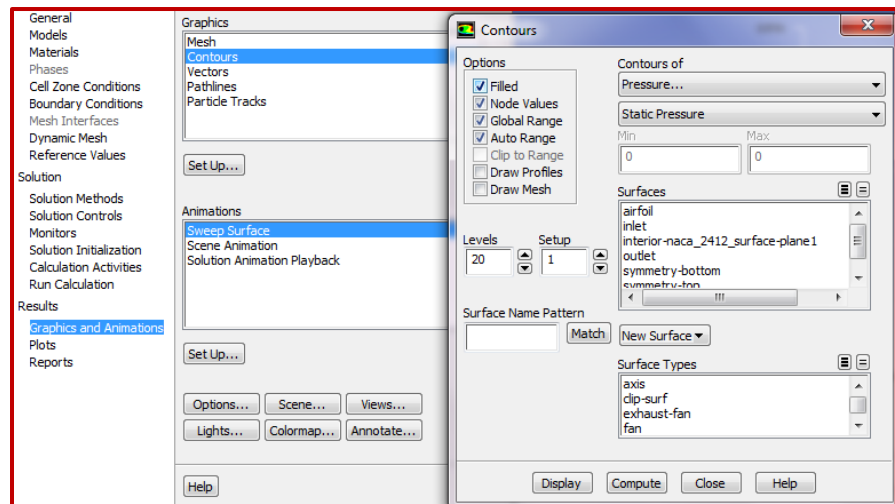 General
Models
Materials
Phases
Cell Zone Conditions
Boundary Conditions
Mesh Interfaces
Dynamic Mesh
Reference Values
Solution
Solution Methods
Solution Controls
Monitors
Solution Initialization
Calculation Activities
Run Calculation
Results
Graphics and Animations
Plots
Reports
Graphics
Mesh
Contours
Vectors
Pathlines
Particle Tracks
Set Up...
Animations
Sweep Surface
Scene Animation
Solution Animation Playback
Set Up...
Options... Scene... Views...
Lights... Colormap... Annotate...
Help
Contours
Options
Filled
Node Values
Global Range
Auto Range
Clip to Range
Draw Profiles
Draw Mesh
Levels Setup
20 1
Surface Name Pattern
Match
Contours of
Pressure...
Static Pressure
Min Max
0 0
Surfaces
airfoil
inlet
interior-naca_2412_surface-plane1
outlet
symmetry-bottom
symmetry-top
New Surface
Surface Types
axis
clip-surf
exhaust-fan
fan
Display Compute Close Help